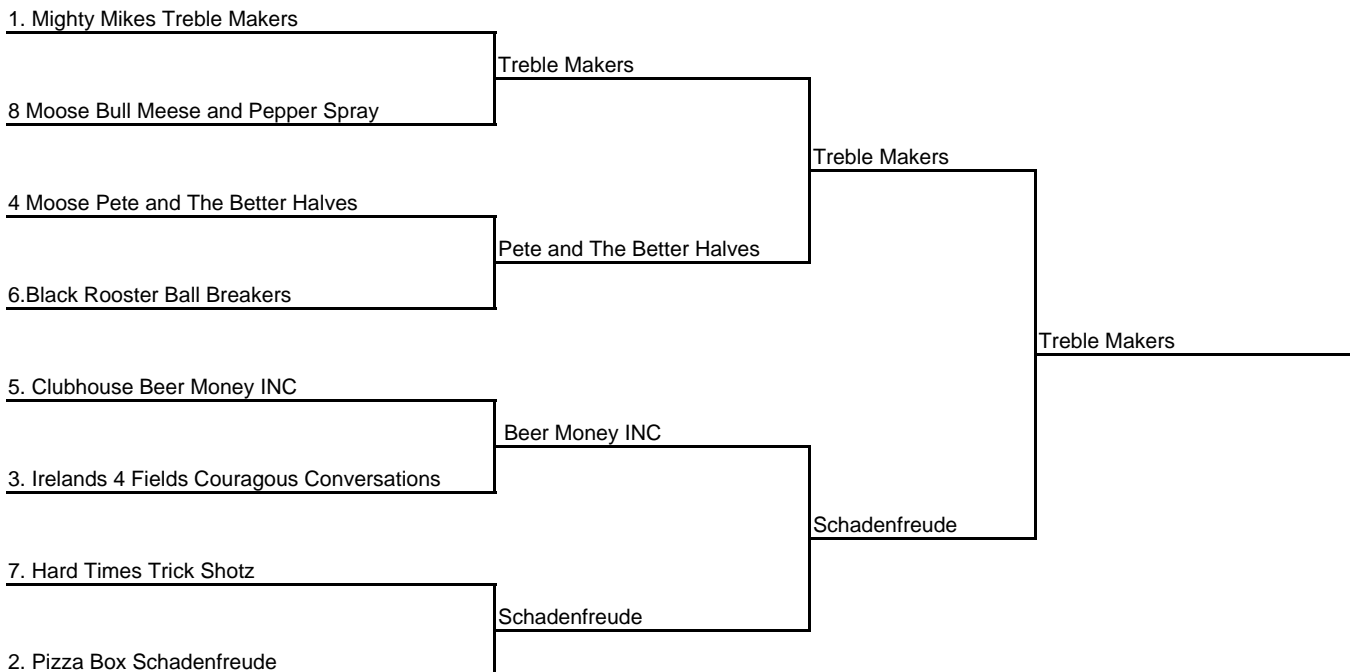 1. Mighty Mikes Treble Makers
Treble Makers
8 Moose Bull Meese and Pepper Spray
Treble Makers
4 Moose Pete and The Better Halves
Pete and The Better Halves
6.Black Rooster Ball Breakers
Treble Makers
5. Clubhouse Beer Money INC
Beer Money INC
3. Irelands 4 Fields Couragous Conversations
Schadenfreude
7. Hard Times Trick Shotz
Schadenfreude
2. Pizza Box Schadenfreude